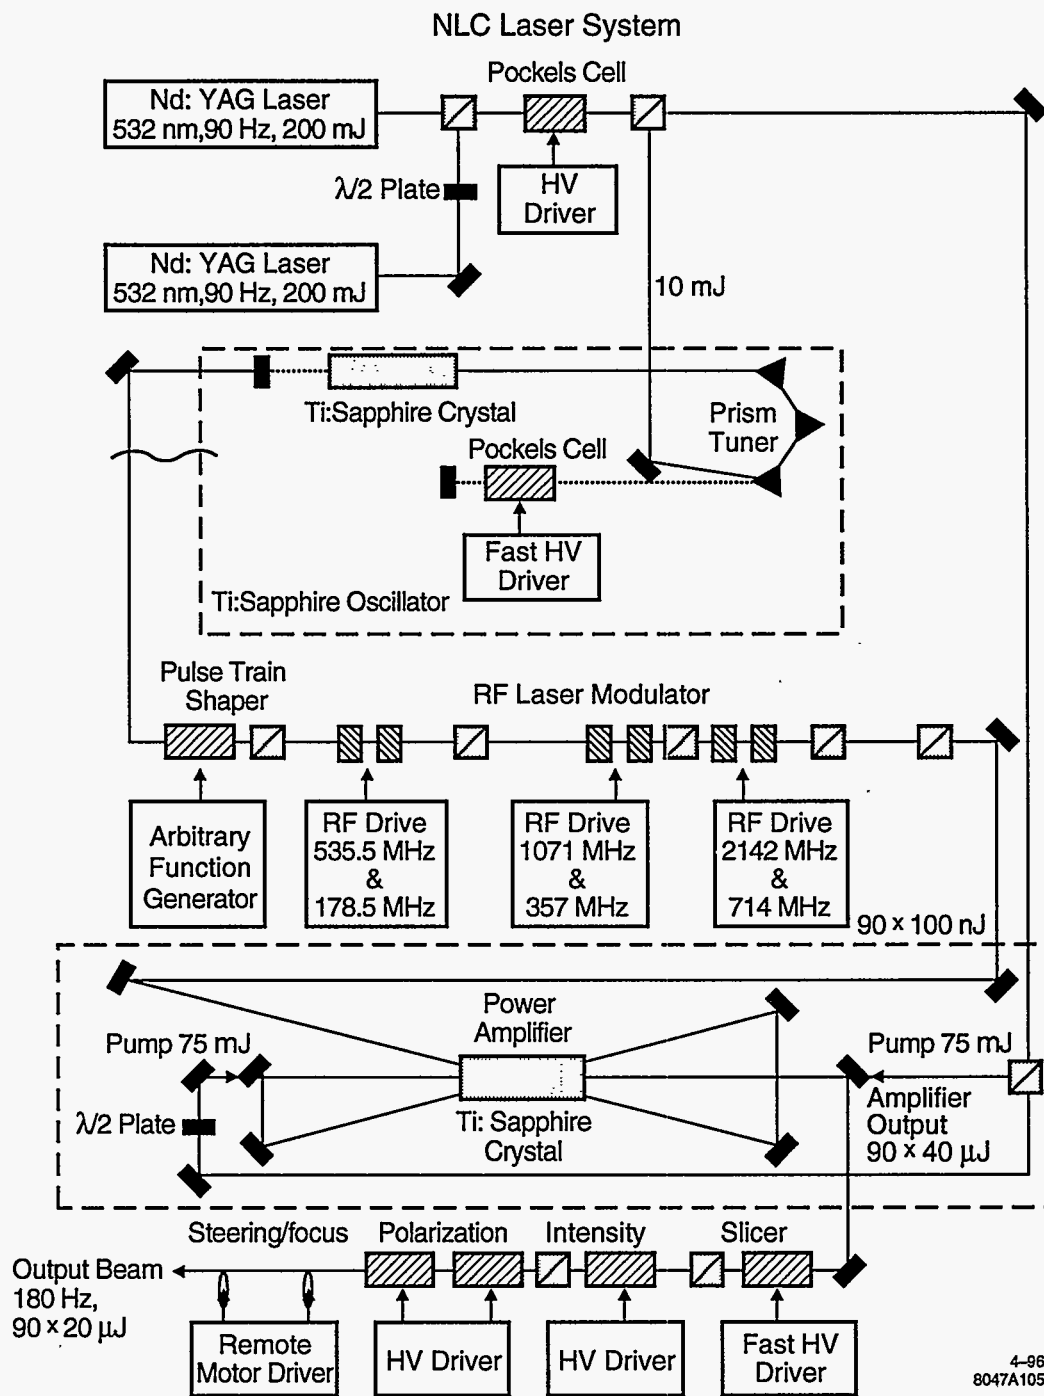 NLC Laser System
Pockels Cell
Nd: YAG Laser
532 nm,90 Hz, 200 mJ
HV
Driver
λ/2 Plate
Nd: YAG Laser
532 nm,90 Hz, 200 mJ
10 mJ
Ti:Sapphire Crystal
Prism
Tuner
Pockels Cell
Fast HV
Driver
Ti:Sapphire Oscillator
Pulse Train
Shaper
RF Laser Modulator
Arbitrary
Function
Generator
RF Drive
535.5 MHz
&
178.5 MHz
RF Drive
1071 MHz
&
357 MHz
RF Drive
2142 MHz
&
714 MHz
90 × 100 nJ
Power
Amplifier
Pump 75 mJ
Pump 75 mJ
λ/2 Plate
Ti: Sapphire
Crystal
Amplifier
Output
90 × 40 μJ
Steering/focus
Polarization
Intensity
Slicer
Output Beam
180 Hz,
90 × 20 μJ
Remote
Motor Driver
HV Driver
HV Driver
Fast HV
Driver
4–96
8047A105